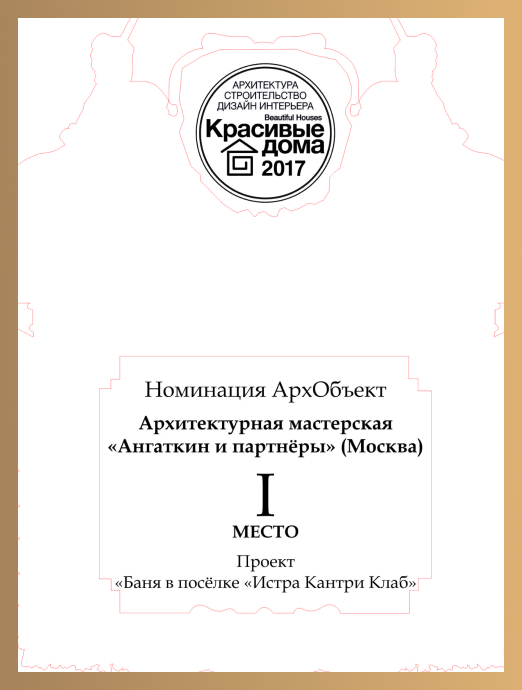 АРХИТЕКТУРА
СТРОИТЕЛЬСТВО
ДИЗАЙН ИНТЕРЬЕРА
Beautiful Houses
Красивые
дома
2017
Номинация АрхОбъект
Архитектурная мастерская
«Ангаткин и партнёры» (Москва)
I
МЕСТО
Проект
«Баня в посёлке «Истра Кантри Клаб»